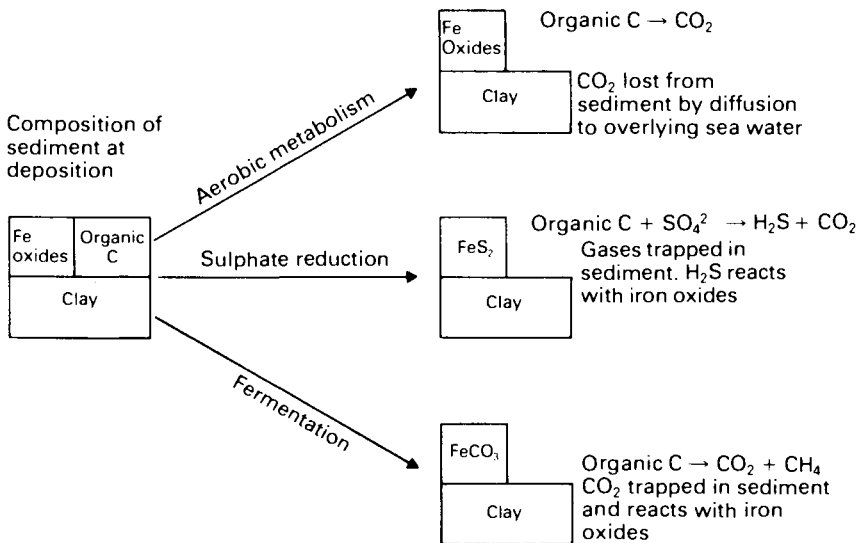 Composition of
sediment at
deposition
Fe
oxides
Organic
C
Clay
Aerobic metabolism
Fe
Oxides
Clay
Organic C → CO₂
CO₂ lost from
sediment by diffusion
to overlying sea water
Sulphate reduction
FeS₂
Clay
Organic C + SO₄² → H₂S + CO₂
Gases trapped in
sediment. H₂S reacts
with iron oxides
Fermentation
FeCO₃
Clay
Organic C → CO₂ + CH₄
CO₂ trapped in sediment
and reacts with iron
oxides